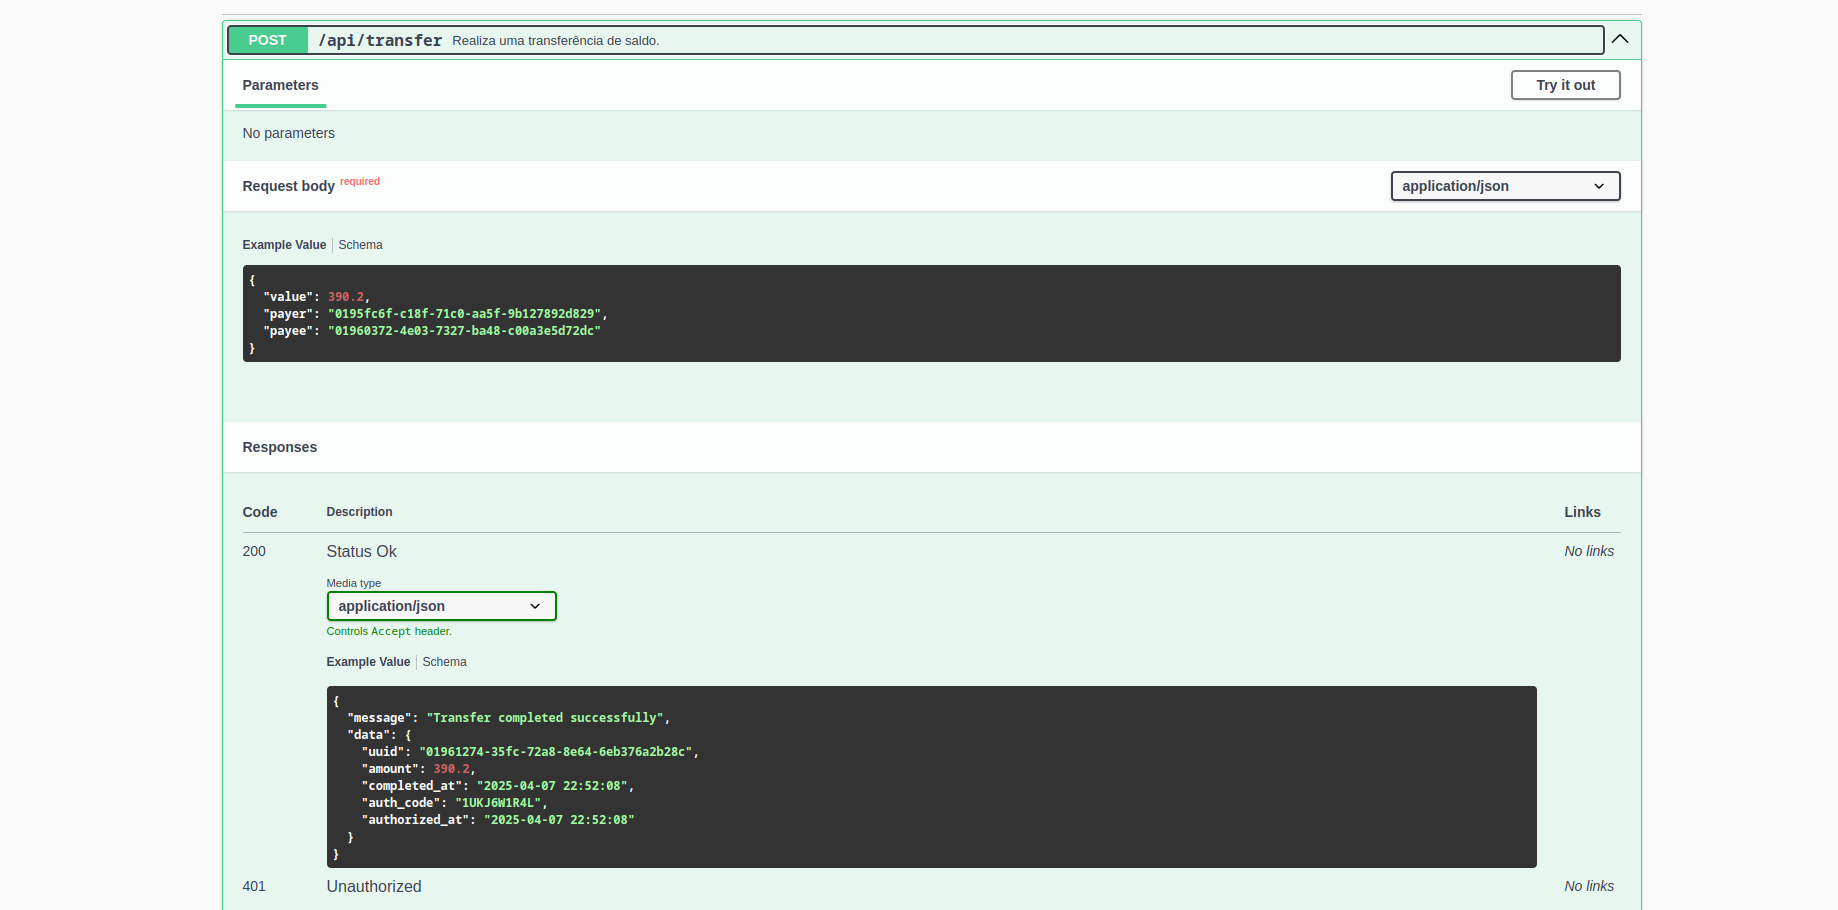 POST /api/transfer Realiza uma transferência de saldo.
Parameters Try it out
No parameters
Request body required application/json
Example Value Schema
{
"value": 390.2,
"payer": "0195fc6f-c18f-71c0-aa5f-9b127892d829",
"payee": "01960372-4e03-7327-ba48-c00a3e5d72dc"
}
Responses
Code Description Links
200 Status Ok No links
Media type
application/json
Controls Accept header.
Example Value Schema
{
"message": "Transfer completed successfully",
"data": {
"uuid": "01961274-35fc-72a8-8e64-6eb376a2b28c",
"amount": 390.2,
"completed_at": "2025-04-07 22:52:08",
"auth_code": "1UKJ6W1R4L",
"authorized_at": "2025-04-07 22:52:08"
}
}
401 Unauthorized No links